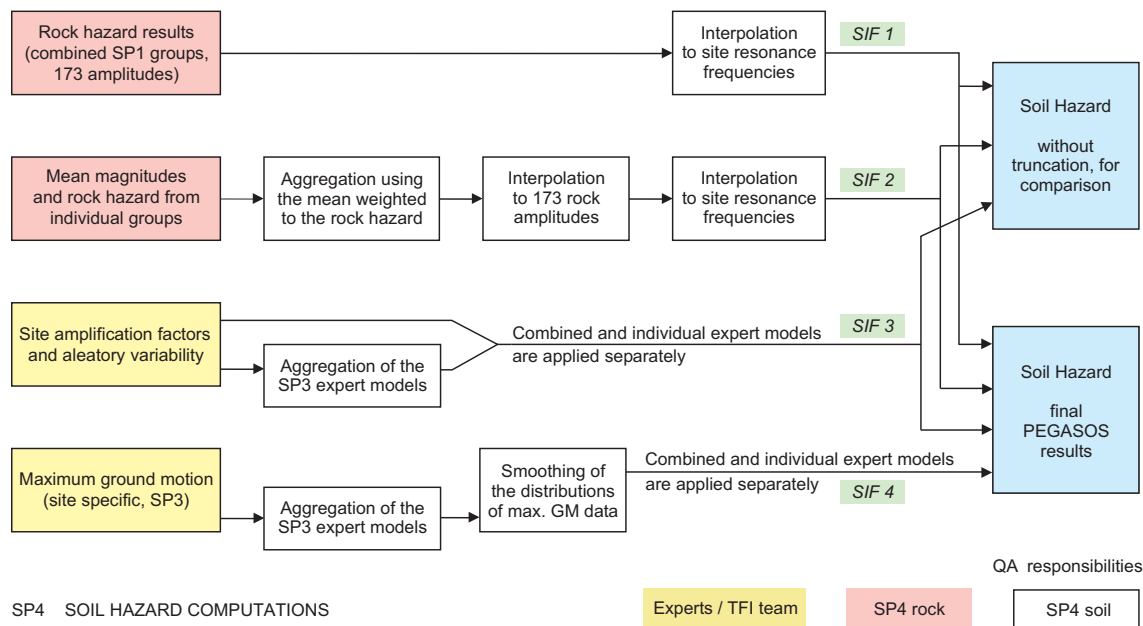 Rock hazard results
(combined SP1 groups,
173 amplitudes)
Interpolation
to site resonance
frequencies
SIF 1
Soil Hazard
without
truncation, for
comparison
Mean magnitudes
and rock hazard from
individual groups
Aggregation using
the mean weighted
to the rock hazard
Interpolation
to 173 rock
amplitudes
Interpolation
to site resonance
frequencies
SIF 2
Site amplification factors
and aleatory variability
Aggregation of the
SP3 expert models
Combined and individual expert models
are applied separately
SIF 3
Soil Hazard
final
PEGASOS
results
Maximum ground motion
(site specific, SP3)
Aggregation of the
SP3 expert models
Smoothing of
the distributions
of max. GM data
Combined and individual expert models
are applied separately
SIF 4
QA responsibilities
SP4 SOIL HAZARD COMPUTATIONS
Experts / TFI team
SP4 rock
SP4 soil